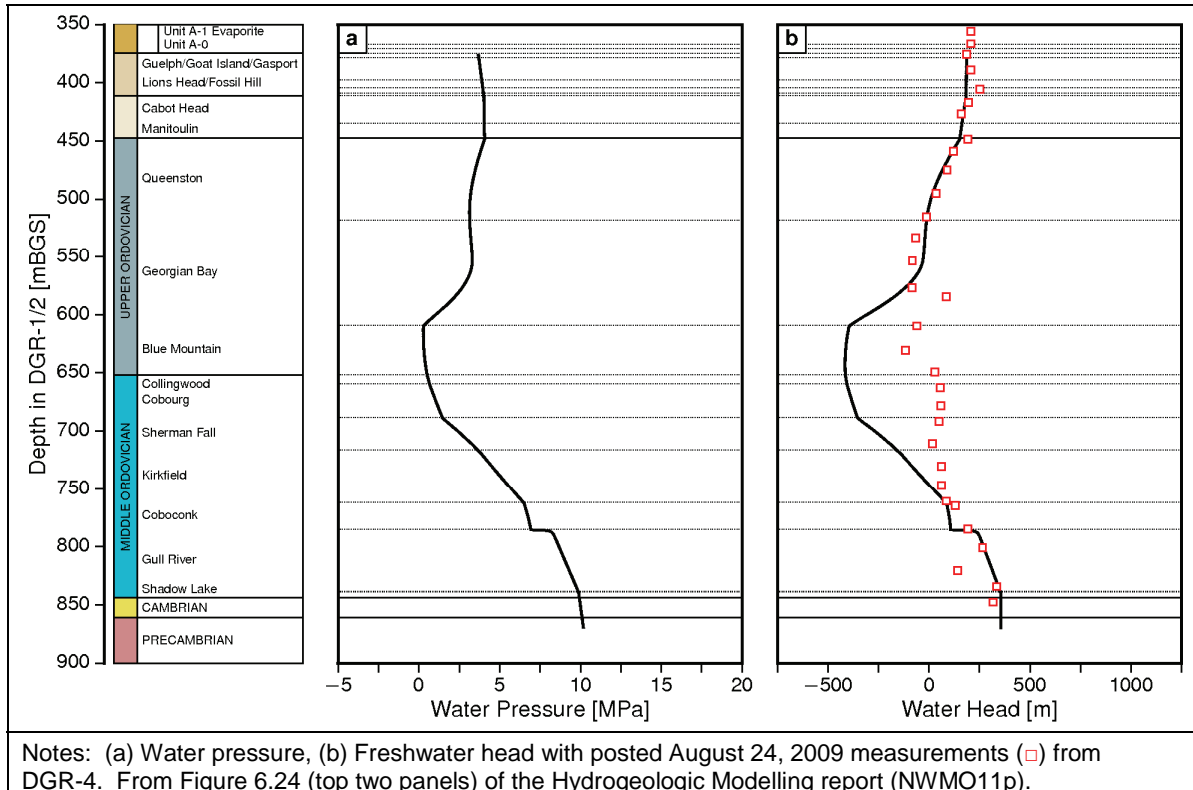 350
400
450
500
550
600
650
700
750
800
850
900
Depth in DGR-1/2 [mBGS]
UPPER ORDOVICIAN
MIDDLE ORDOVICIAN
Unit A-1 Evaporite
Unit A-0
Guelph/Goat Island/Gasport
Lions Head/Fossil Hill
Cabot Head
Manitoulin
Queenston
Georgian Bay
Blue Mountain
Collingwood
Cobourg
Sherman Fall
Kirkfield
Coboconk
Gull River
Shadow Lake
CAMBRIAN
PRECAMBRIAN
a
−5 0 5 10 15 20
Water Pressure [MPa]
b
−500 0 500 1000
Water Head [m]
Notes: (a) Water pressure, (b) Freshwater head with posted August 24, 2009 measurements (□) from
DGR-4. From Figure 6.24 (top two panels) of the Hydrogeologic Modelling report (NWMO11p).